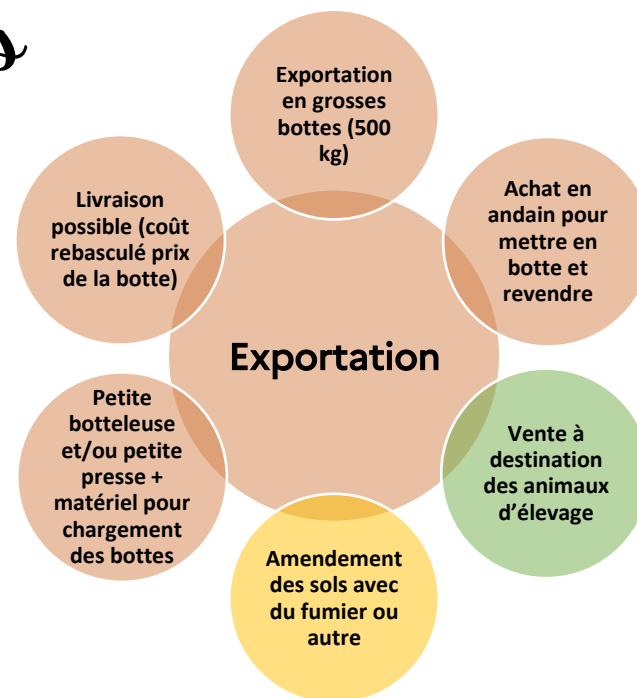 s
Exportation
en grosses
bottes (500
kg)
Achat en
andain pour
mettre en
botte et
revendre
Vente à
destination
des animaux
d’élevage
Amendement
des sols avec
du fumier ou
autre
Petite
botteleuse
et/ou petite
presse +
matériel pour
chargement
des bottes
Livraison
possible (coût
rebasculé prix
de la botte)
Exportation